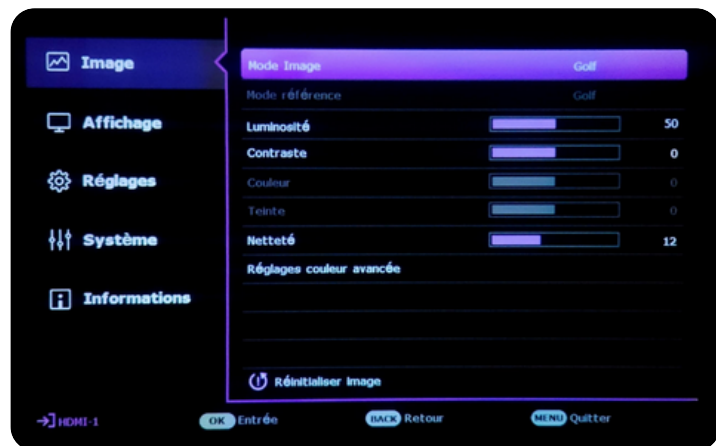 Image
Affichage
Réglages
Système
Informations
Mode Image Golf
Mode référence Golf
Luminosité 50
Contraste 0
Couleur 0
Teinte 0
Netteté 12
Réglages couleur avancée
Réinitialiser image
HDMI-1 OK Entrée BACK Retour MENU Quitter